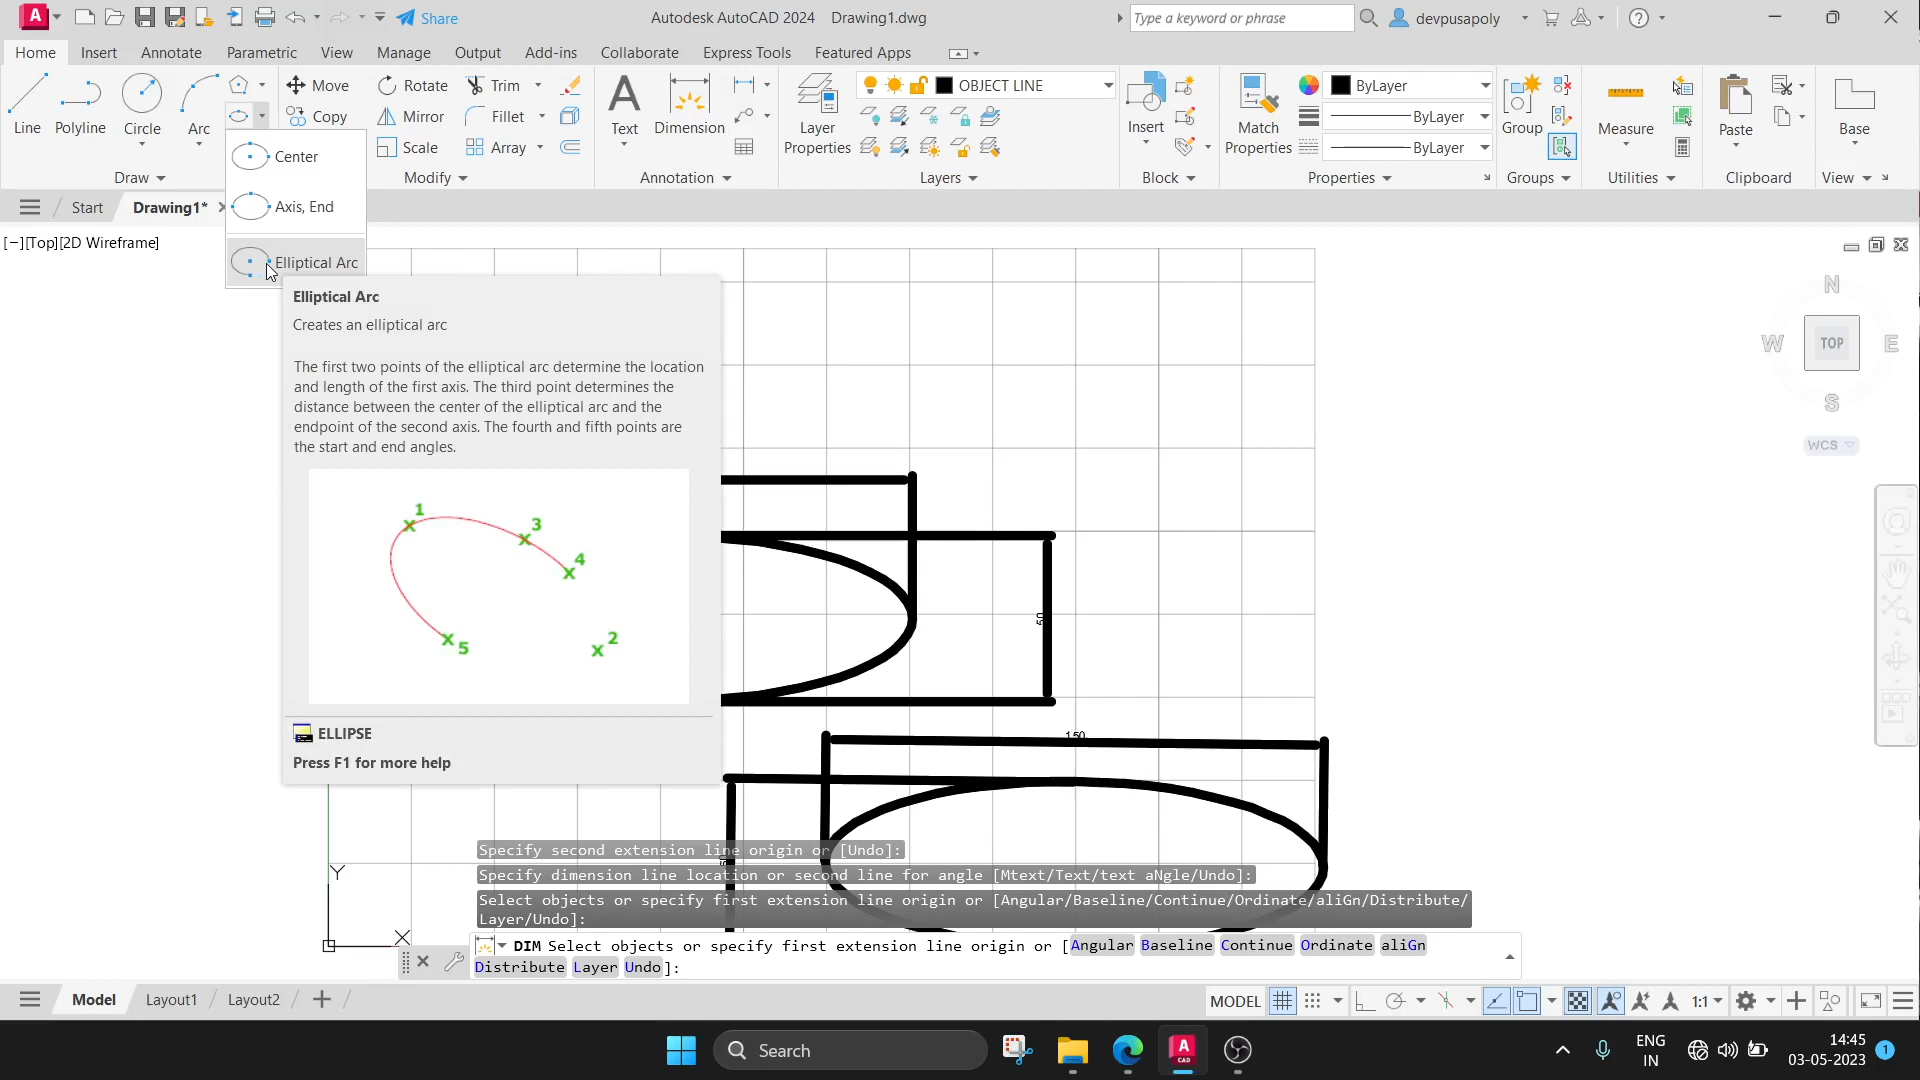 Share
Autodesk AutoCAD 2024 Drawing1.dwg
Type a keyword or phrase
devpusapoly
Home Insert Annotate Parametric View Manage Output Add-ins Collaborate Express Tools Featured Apps
Line Polyline Circle Arc
Move Rotate Trim
Copy Mirror Fillet
Scale Array
Text Dimension
Layer Properties
OBJECT LINE
Insert
Match Properties
ByLayer
ByLayer
ByLayer
Group
Measure
Paste
Base
Draw Modify Annotation Layers Block Properties Groups Utilities Clipboard View
Center
Axis, End
Elliptical Arc
Start Drawing1*
[−][Top][2D Wireframe]
Elliptical Arc
Creates an elliptical arc
The first two points of the elliptical arc determine the location
and length of the first axis. The third point determines the
distance between the center of the elliptical arc and the
endpoint of the second axis. The fourth and fifth points are
the start and end angles.
1
3
4
2
5
ELLIPSE
Press F1 for more help
N
W TOP E
S
WCS
50
150
Y
X
Specify second extension line origin or [Undo]:
Specify dimension line location or second line for angle [Mtext/Text/text aNgle/Undo]:
Select objects or specify first extension line origin or [Angular/Baseline/Continue/Ordinate/aliGn/Distribute/
Layer/Undo]:
DIM Select objects or specify first extension line origin or [Angular Baseline Continue Ordinate aliGn
Distribute Layer Undo]:
Model Layout1 Layout2
MODEL 1:1
Search
ENG
IN
14:45
03-05-2023
1